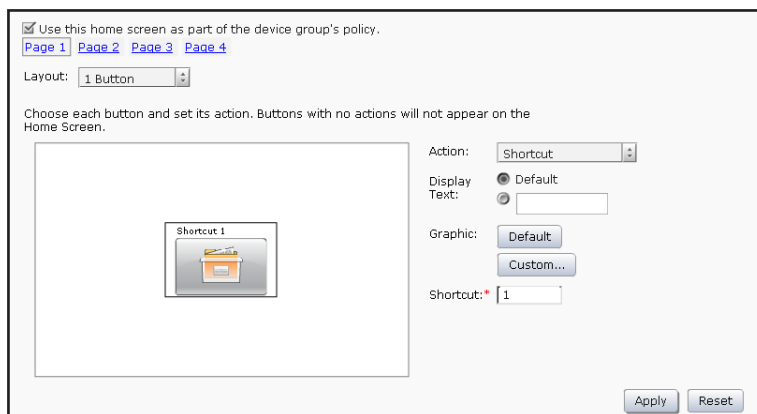 Use this home screen as part of the device group's policy.
Page 1 Page 2 Page 3 Page 4
Layout: 1 Button
Choose each button and set its action. Buttons with no actions will not appear on the
Home Screen.
Shortcut 1
Action: Shortcut
Display Text: Default
Graphic: Default
Custom...
Shortcut:* 1
Apply Reset